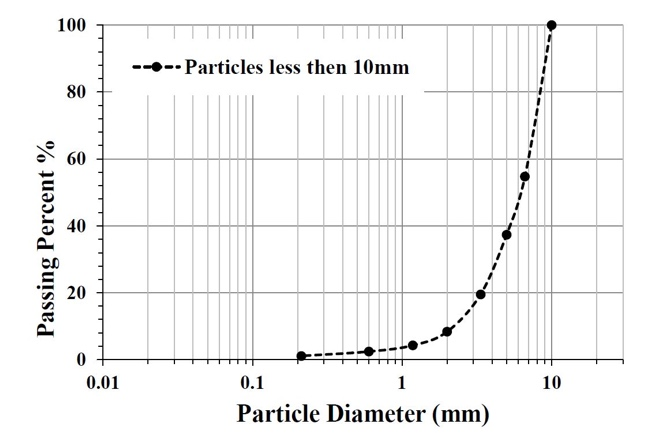 100
Particles less then 10mm
80
60
40
20
0
Passing Percent %
0.01 0.1 1 10
Particle Diameter (mm)